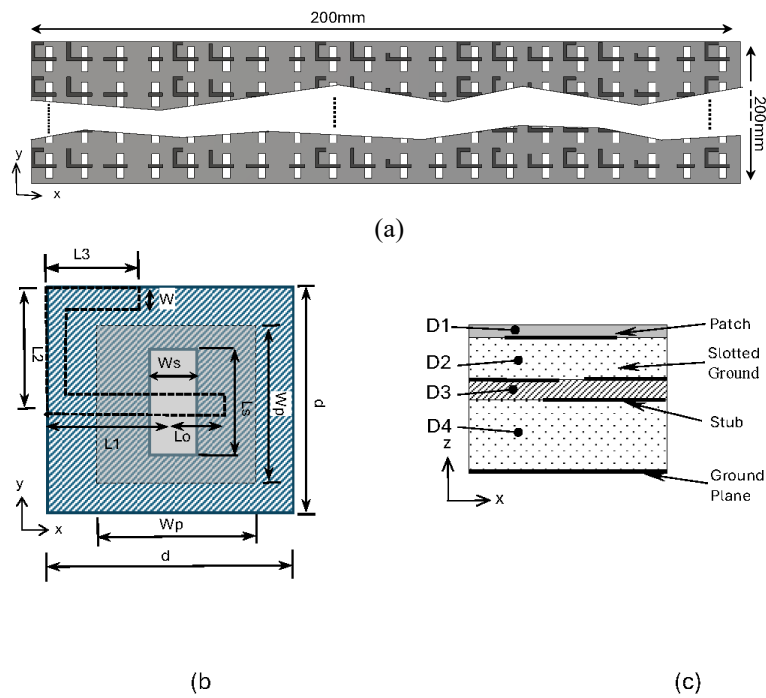 200mm
200mm
y
x
(a)
L3
W
L2
Ws
Ls
Wp
d
L1
Lo
y
x
Wp
d
D1
D2
D3
D4
z
x
Patch
Slotted
Ground
Stub
Ground
Plane
(b
(c)